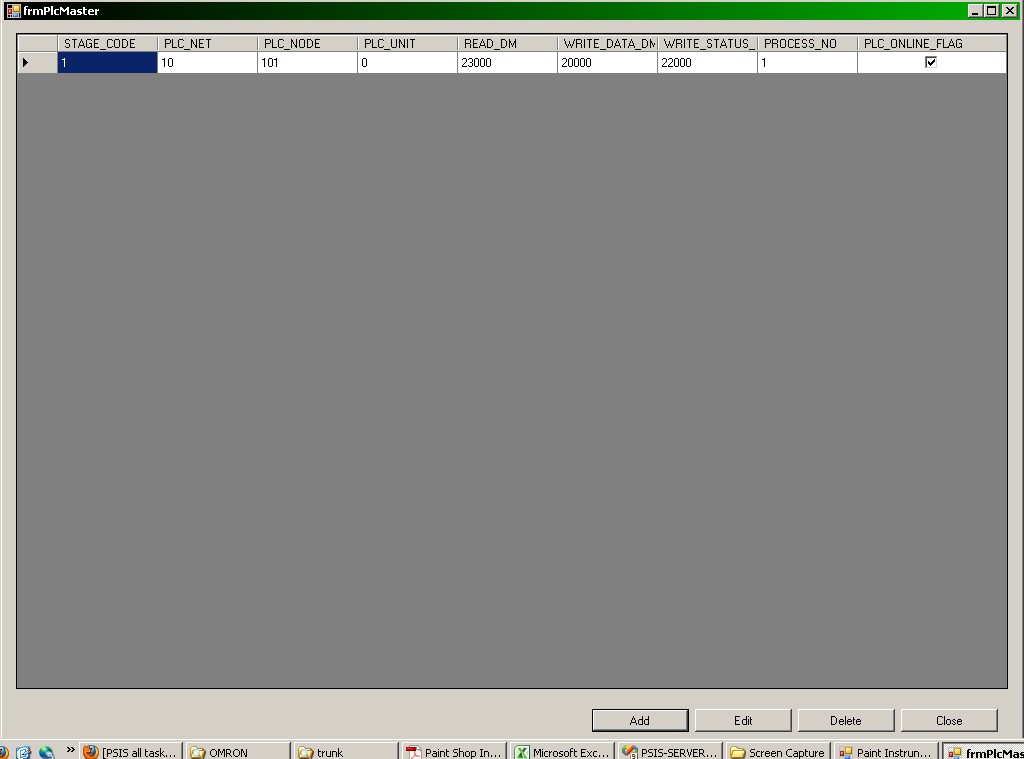 frmPlcMaster
STAGE_CODE PLC_NET PLC_NODE PLC_UNIT READ_DM WRITE_DATA_DM WRITE_STATUS_ PROCESS_NO PLC_ONLINE_FLAG
1 10 101 0 23000 20000 22000 1
Add Edit Delete Close
» [PSIS all task... OMRON trunk Paint Shop In... Microsoft Exc... PSIS-SERVER... Screen Capture Paint Instrun... frmPlcMas